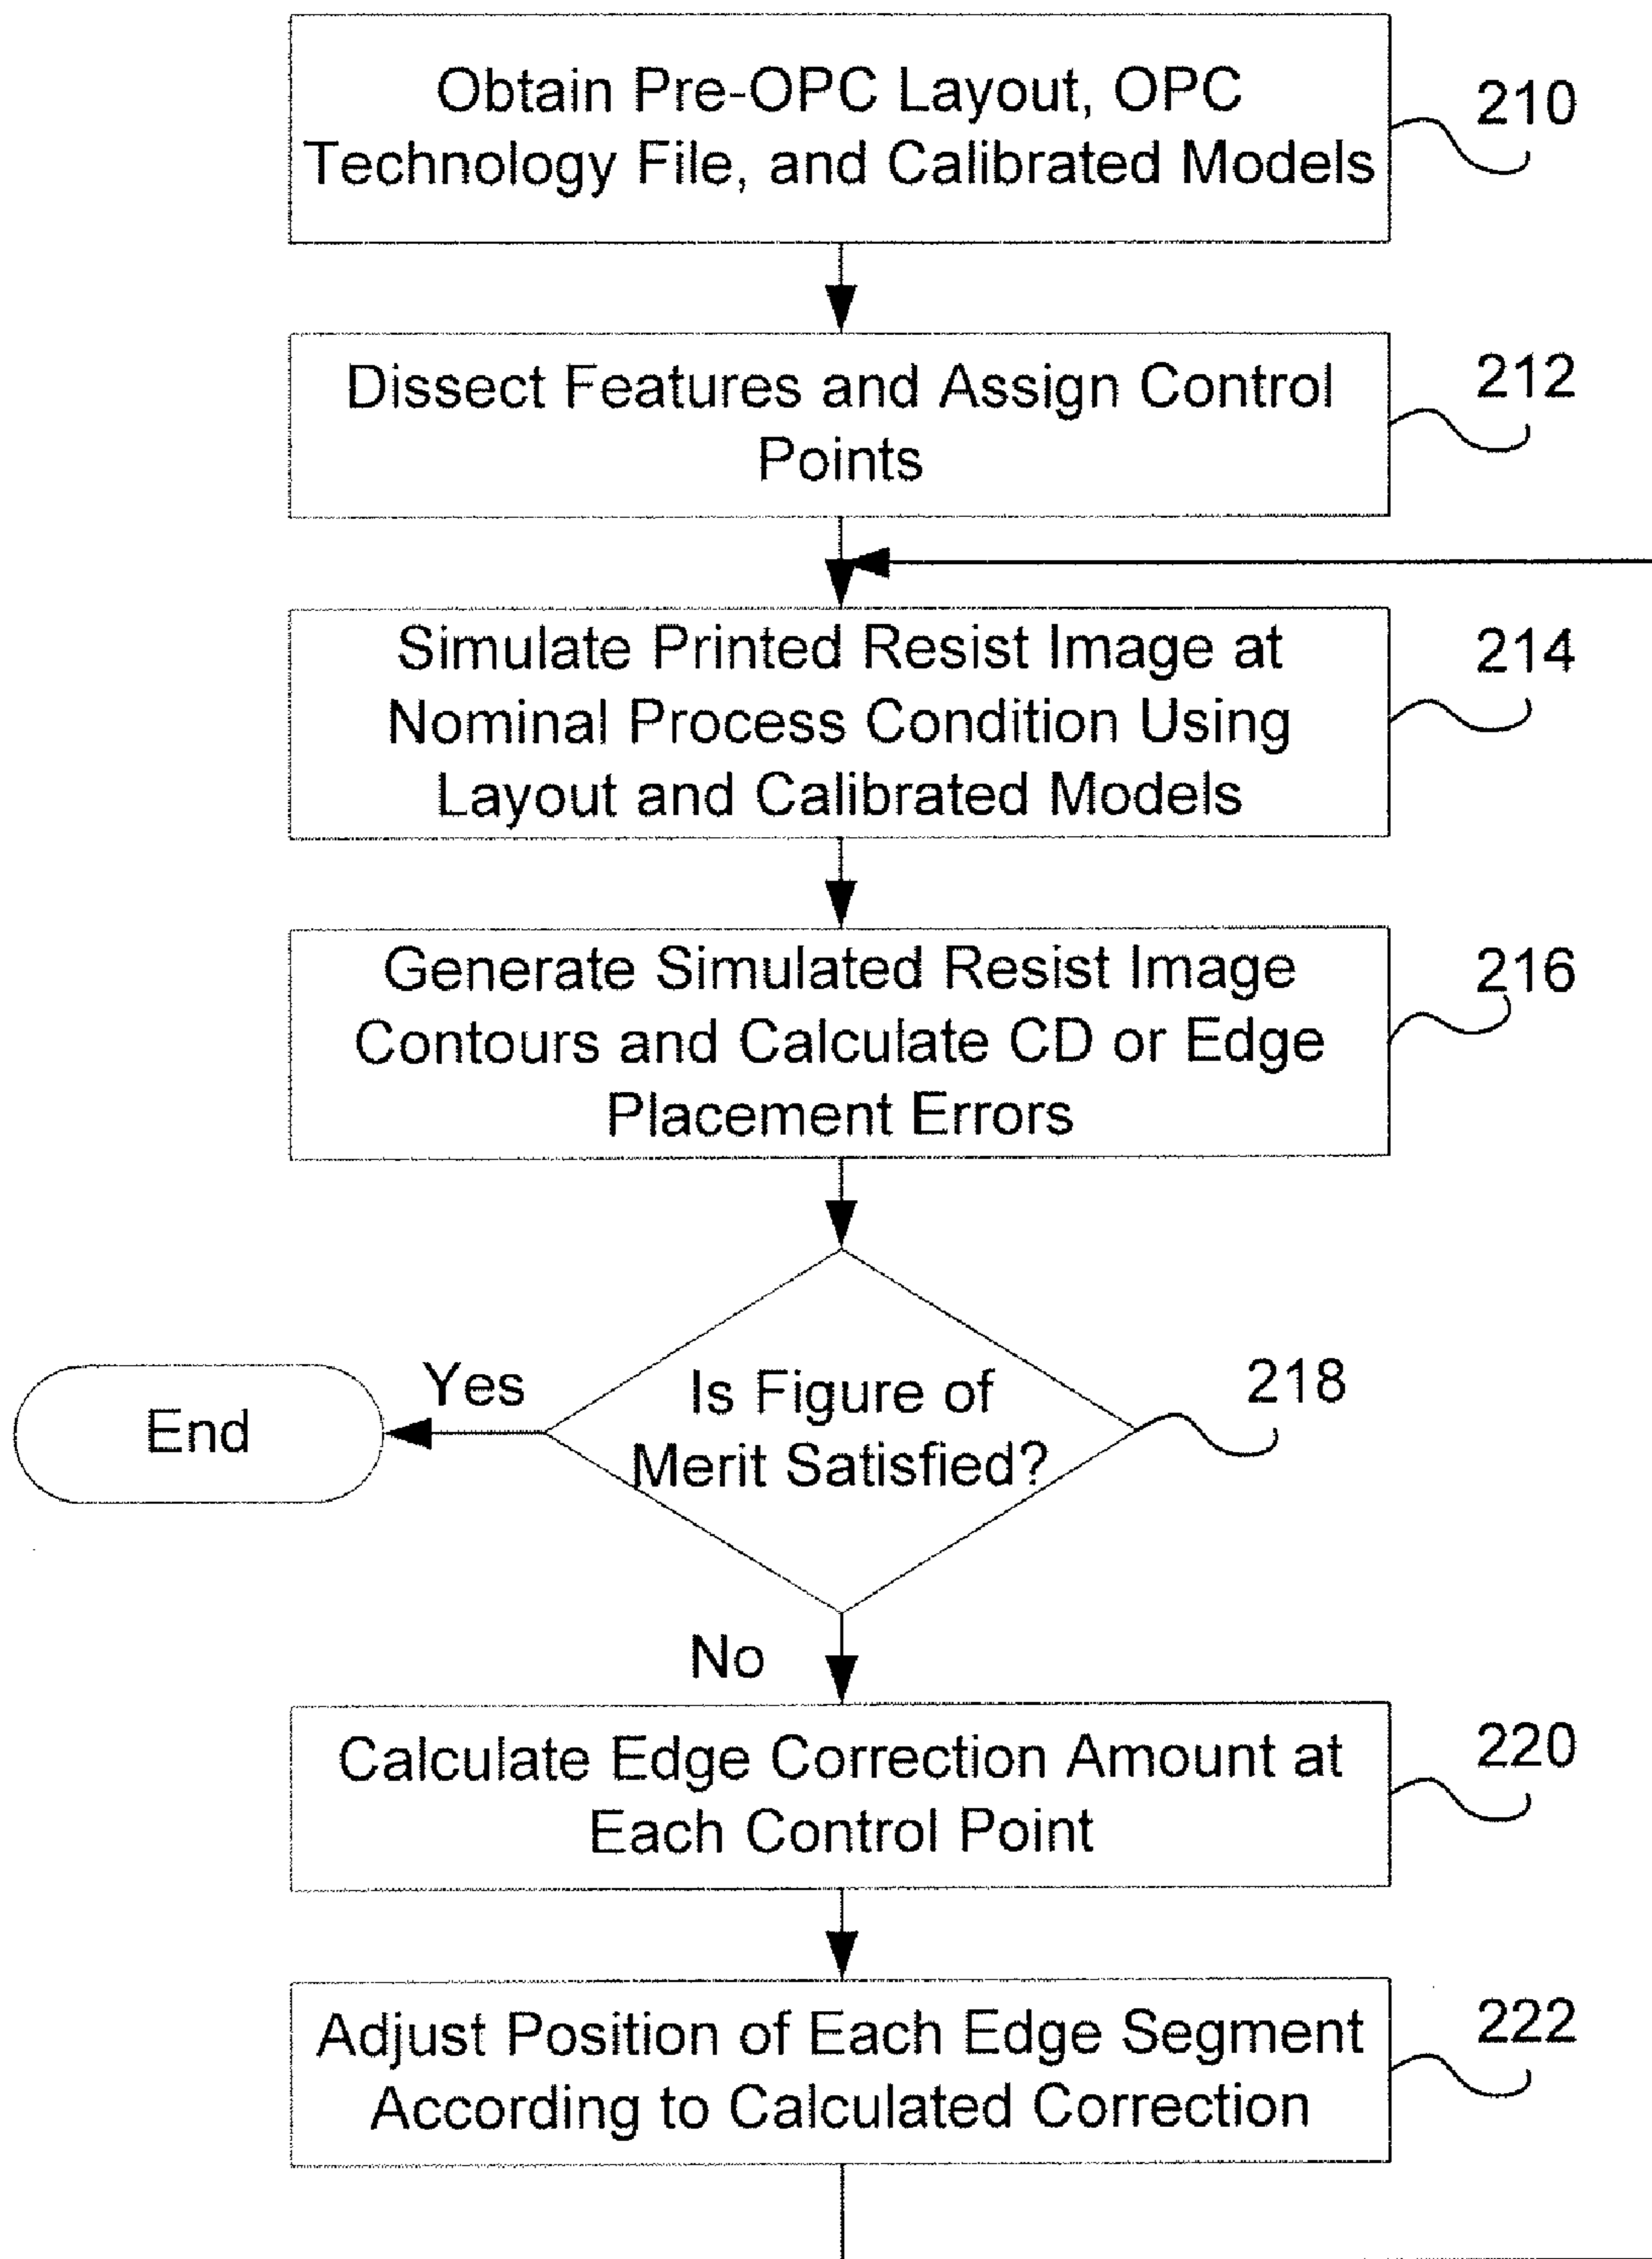 Obtain Pre-OPC Layout, OPC
Technology File, and Calibrated Models
210
Dissect Features and Assign Control
Points
212
Simulate Printed Resist Image at
Nominal Process Condition Using
Layout and Calibrated Models
214
Generate Simulated Resist Image
Contours and Calculate CD or Edge
Placement Errors
216
Is Figure of
Merit Satisfied?
218
Yes
End
No
Calculate Edge Correction Amount at
Each Control Point
220
Adjust Position of Each Edge Segment
According to Calculated Correction
222